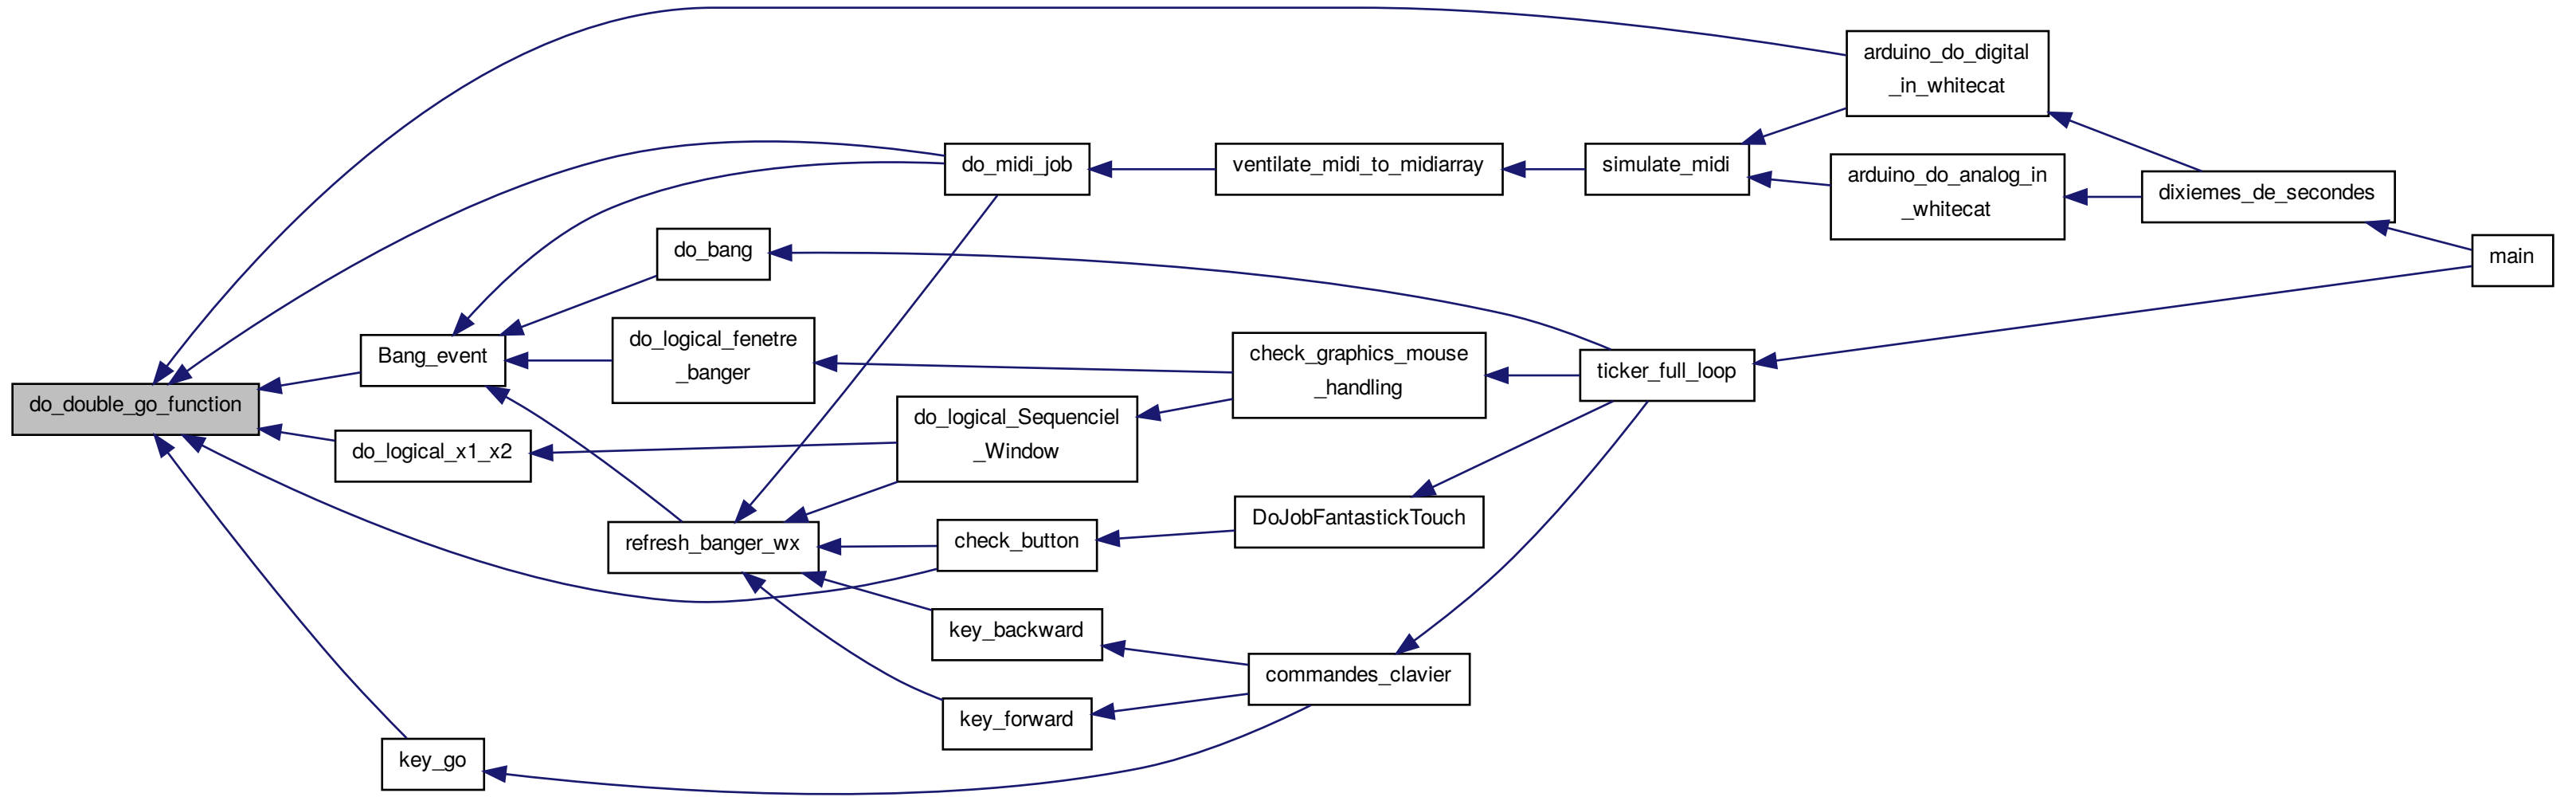 arduino_do_digital
_in_whitecat
do_midi_job
ventilate_midi_to_midiarray
simulate_midi
arduino_do_analog_in
_whitecat
dixiemes_de_secondes
do_bang
main
Bang_event
do_logical_fenetre
_banger
check_graphics_mouse
_handling
ticker_full_loop
do_double_go_function
do_logical_x1_x2
do_logical_Sequenciel
_Window
refresh_banger_wx
check_button
DoJobFantastickTouch
key_backward
commandes_clavier
key_forward
key_go